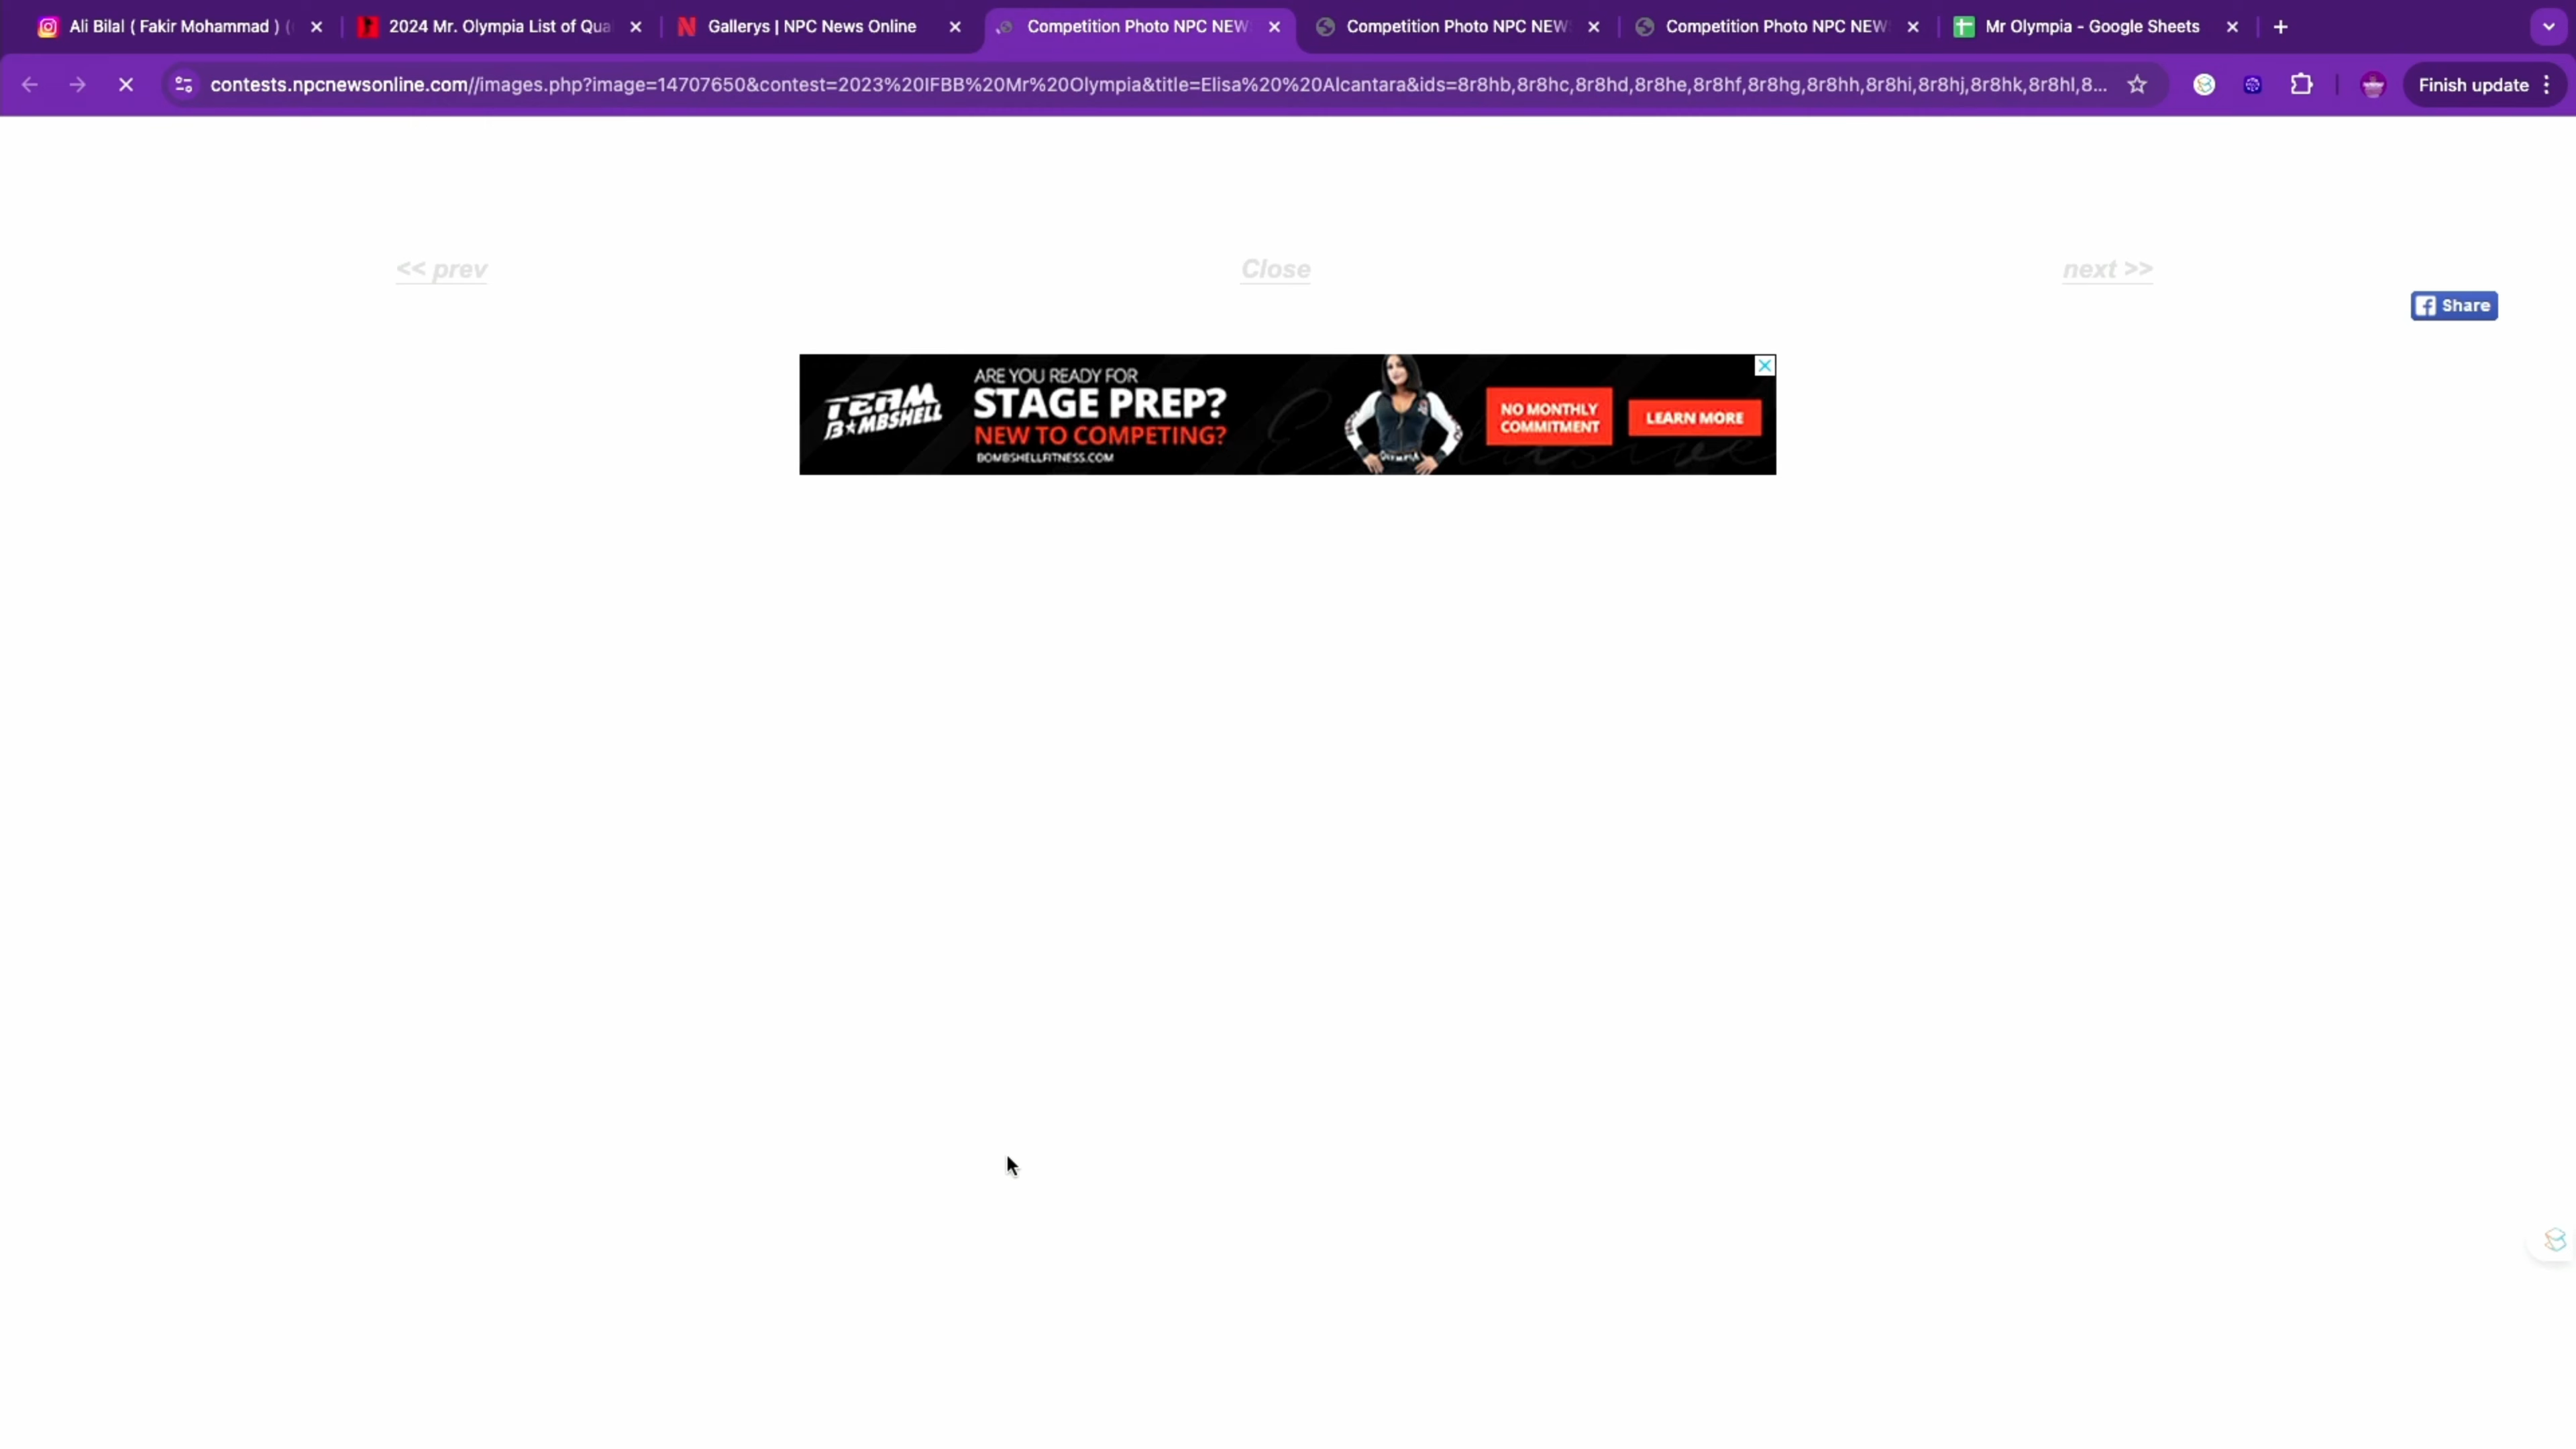 Ali Bilal ( Fakir Mohammad ) (
2024 Mr. Olympia List of Qua
Gallerys | NPC News Online
Competition Photo NPC NEW
Competition Photo NPC NEW
Competition Photo NPC NEW
Mr Olympia - Google Sheets
contests.npcnewsonline.com//images.php?image=14707650&contest=2023%20IFBB%20Mr%20Olympia&title=Elisa%20%20Alcantara&ids=8r8hb,8r8hc,8r8hd,8r8he,8r8hf,8r8hg,8r8hh,8r8hi,8r8hj,8r8hk,8r8hl,8...
Finish update
<< prev
Close
next >>
Share
TEAM
BOMBSHELL
ARE YOU READY FOR
STAGE PREP?
NEW TO COMPETING?
BOMBSHELLFITNESS.COM
OLYMPIA
NO MONTHLY
COMMITMENT
LEARN MORE